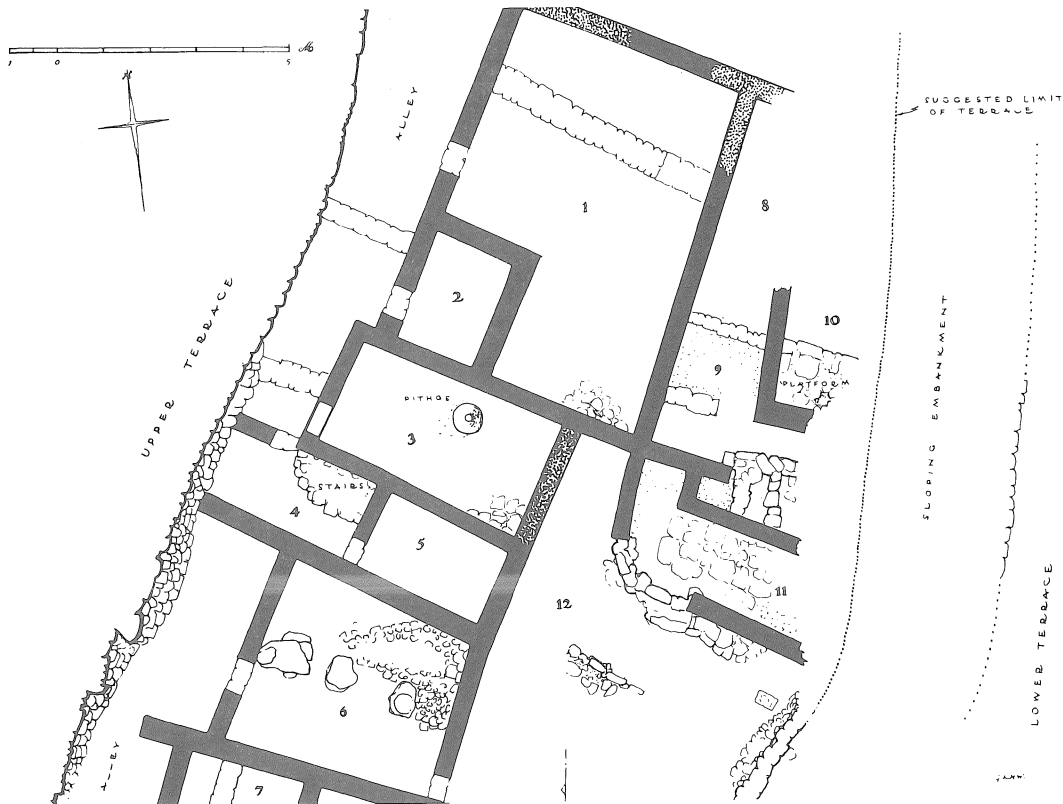 1 0 5 M
N
ALLEY
SUGGESTED LIMIT
OF TERRACE
1
8
2
UPPER TERRACE
10
9
PLATFORM
PITHOS
3
SLOPING EMBANKMENT
STAIRS
4
5
11
12
LOWER TERRACE
6
ALLEY
7